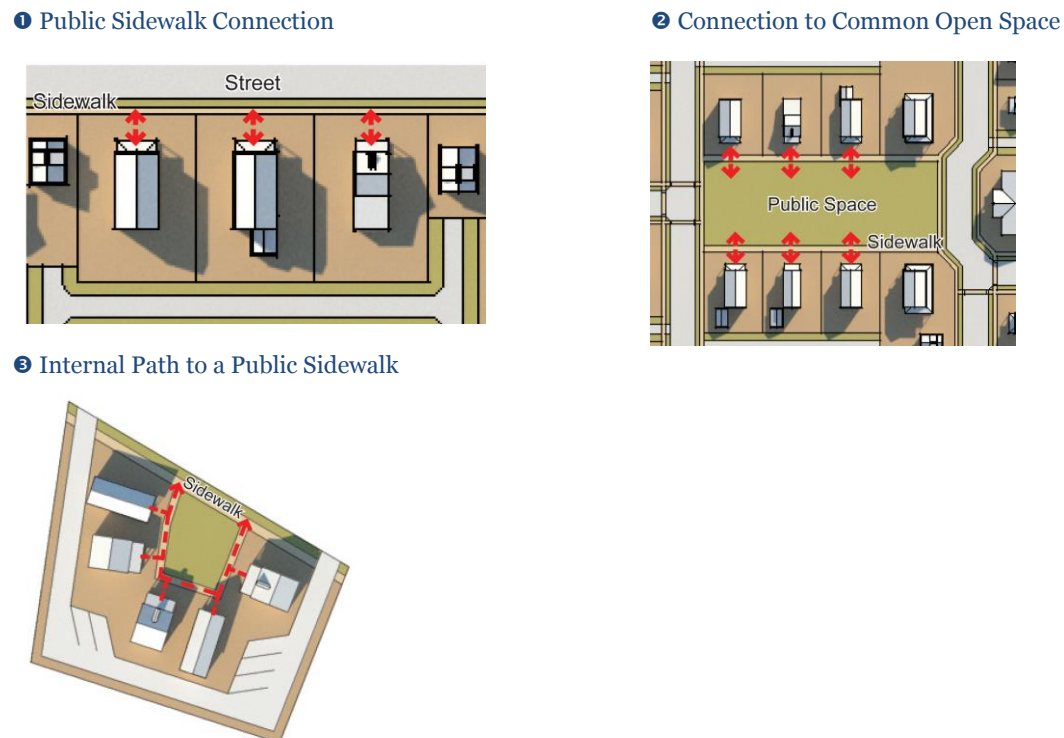 ❶ Public Sidewalk Connection
Street
Sidewalk
❷ Connection to Common Open Space
Public Space
Sidewalk
❸ Internal Path to a Public Sidewalk
Sidewalk